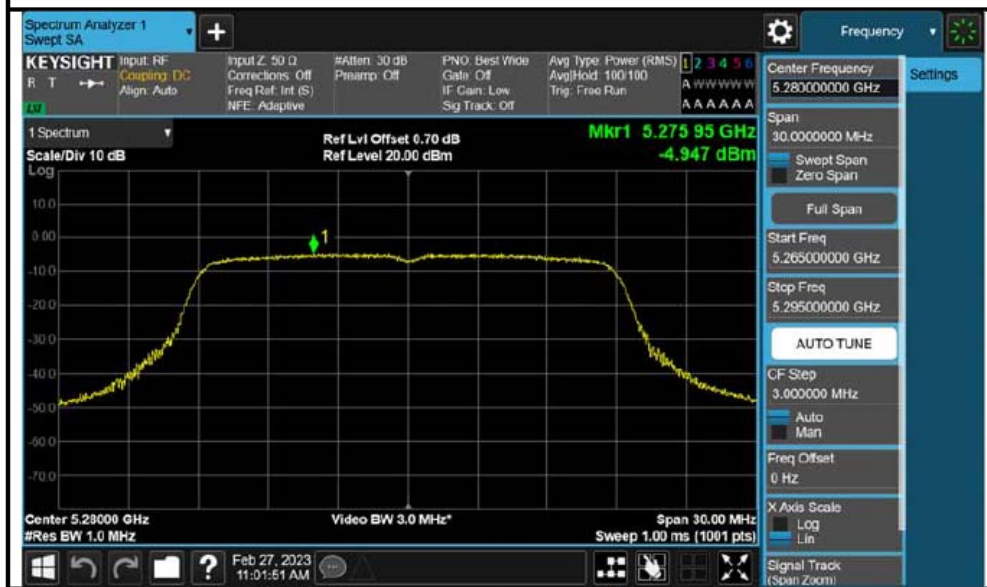 Spectrum Analyzer 1
Swept SA
Frequency
KEYSIGHT
R T
LU
Input: RF
Coupling: DC
Align: Auto
Input Z: 50 Ω
Corrections: Off
Freq Ref: Int (S)
NFE: Adaptive
#Atten: 30 dB
Preamp: Off
PNO: Best Wide
Gate: Off
IF Gain: Low
Sig Track: Off
Avg Type: Power (RMS)
Avg|Hold: 100/100
Trig: Free Run
1 2 3 4 5 6
A W W W W W
A A A A A A
1 Spectrum
Scale/Div 10 dB
Log
Ref Lvl Offset 0.70 dB
Ref Level 20.00 dBm
Mkr1 5.275 95 GHz
-4.947 dBm
10.0
0.00
-10.0
-20.0
-30.0
-40.0
-50.0
-60.0
-70.0
1
Center 5.28000 GHz
#Res BW 1.0 MHz
Video BW 3.0 MHz*
Span 30.00 MHz
Sweep 1.00 ms (1001 pts)
Feb 27, 2023
11:01:51 AM
?
Center Frequency
5.280000000 GHz
Settings
Span
30.0000000 MHz
Swept Span
Zero Span
Full Span
Start Freq
5.265000000 GHz
Stop Freq
5.295000000 GHz
AUTO TUNE
CF Step
3.000000 MHz
Auto
Man
Freq Offset
0 Hz
X Axis Scale
Log
Lin
Signal Track
(Span Zoom)